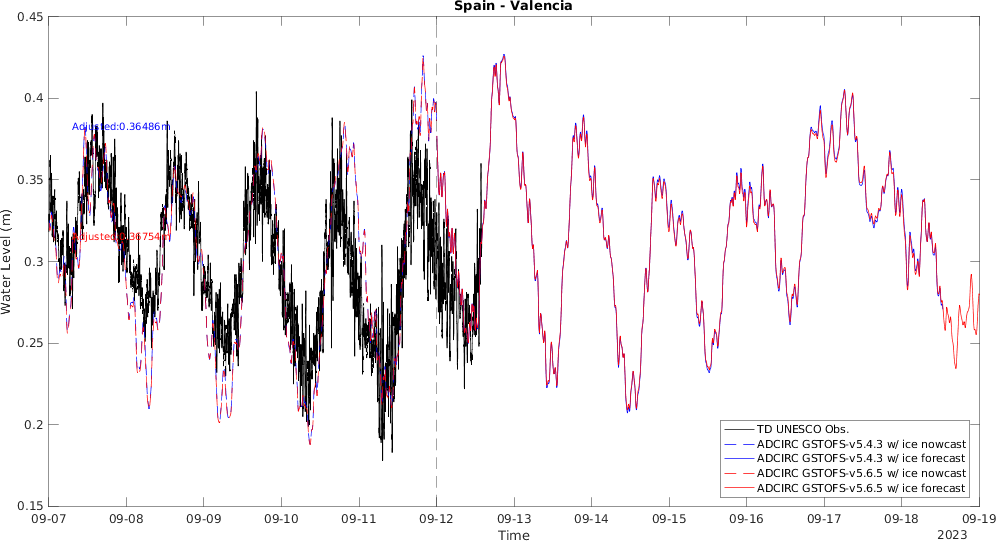 Spain - Valencia
0.45
0.4
0.35
0.3
0.25
0.2
0.15
Water Level (m)
Adjusted:0.36486m
Adjusted:0.36754m
TD UNESCO Obs.
ADCIRC GSTOFS-v5.4.3 w/ ice nowcast
ADCIRC GSTOFS-v5.4.3 w/ ice forecast
ADCIRC GSTOFS-v5.6.5 w/ ice nowcast
ADCIRC GSTOFS-v5.6.5 w/ ice forecast
09-07 09-08 09-09 09-10 09-11 09-12 09-13 09-14 09-15 09-16 09-17 09-18 09-19
Time
2023